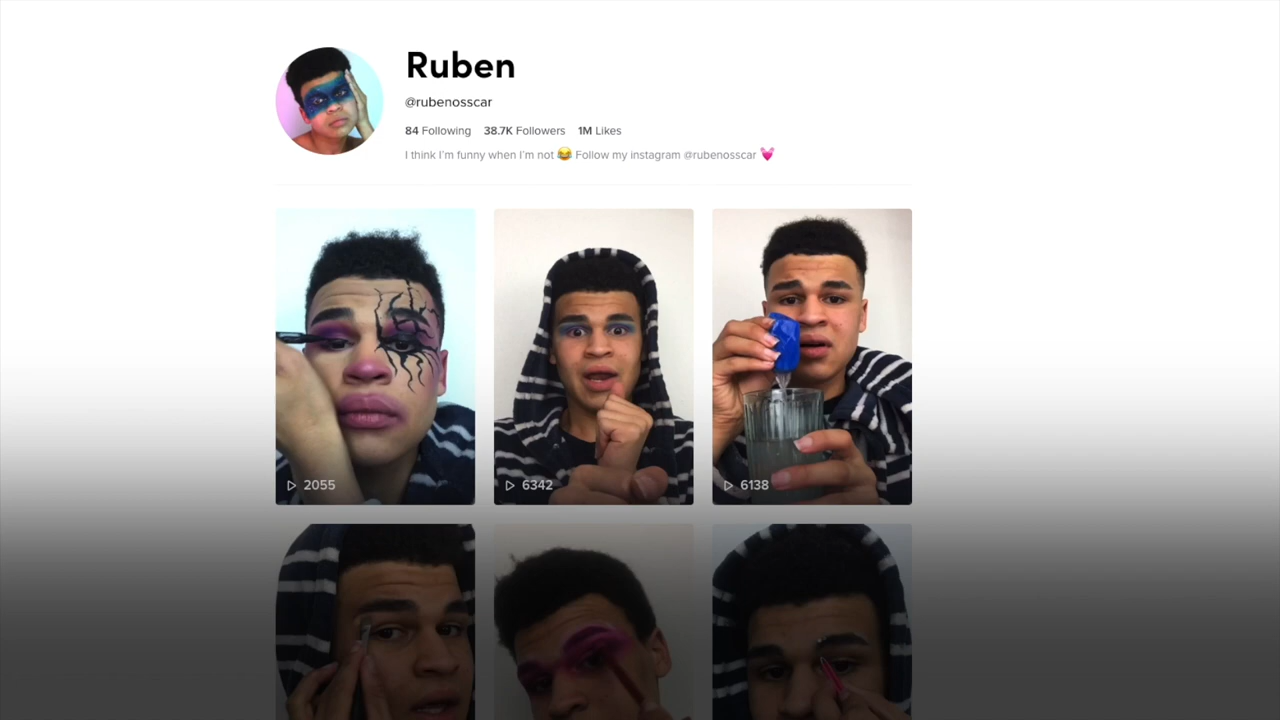 Ruben
@rubenosscar
84 Following 38.7K Followers 1M Likes
I think I'm funny when I'm not 😂 Follow my instagram @rubenosscar 💓
2055
6342
6138